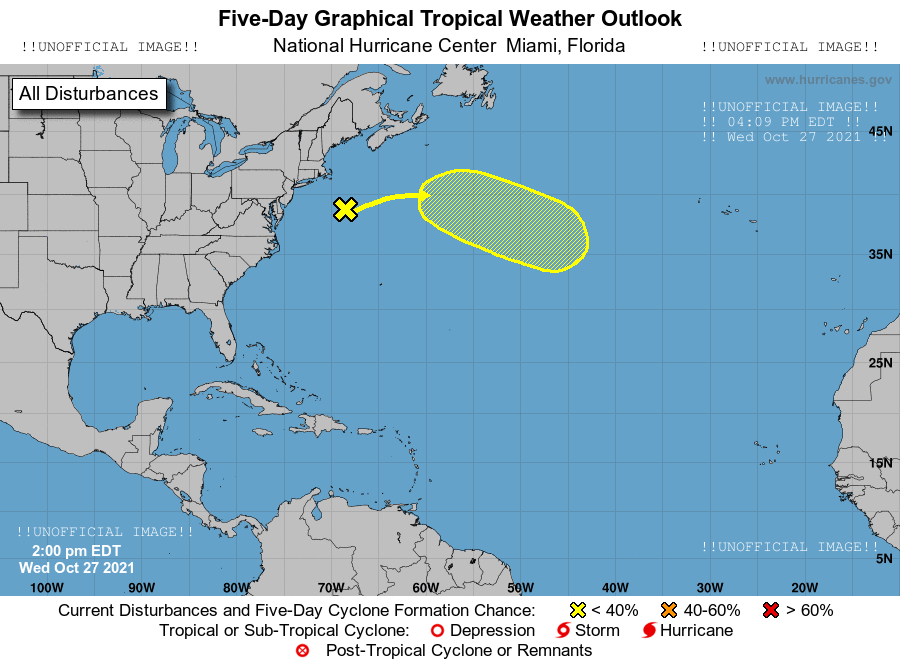 Five-Day Graphical Tropical Weather Outlook
!!UNOFFICIAL IMAGE!! National Hurricane Center Miami, Florida !!UNOFFICIAL IMAGE!!
www.hurricanes.gov
All Disturbances
!!UNOFFICIAL IMAGE!!
!! 04:09 PM EDT !!
!! Wed Oct 27 2021 !!
45N
35N
25N
15N
!!UNOFFICIAL IMAGE!!
!!UNOFFICIAL IMAGE!!
2:00 pm EDT
5N
Wed Oct 27 2021
100W 90W 80W 70W 60W 50W 40W 30W 20W
Current Disturbances and Five-Day Cyclone Formation Chance: < 40% 40-60% > 60%
Tropical or Sub-Tropical Cyclone: Depression Storm Hurricane
Post-Tropical Cyclone or Remnants